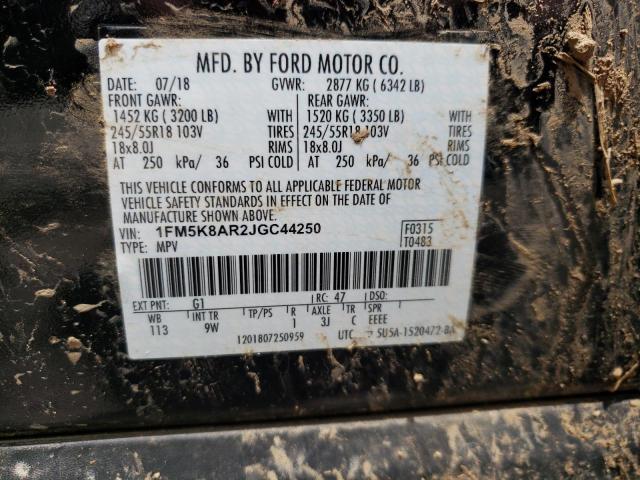 MFD. BY FORD MOTOR CO.
DATE: 07/18 GVWR: 2877 KG ( 6342 LB)
FRONT GAWR: REAR GAWR:
1452 KG ( 3200 LB) WITH 1520 KG ( 3350 LB) WITH
245/55R18 103V TIRES 245/55R18 103V TIRES
18x8.0J RIMS 18x8.0J RIMS
AT 250 kPa/ 36 PSI COLD AT 250 kPa/ 36 PSI COLD
THIS VEHICLE CONFORMS TO ALL APPLICABLE FEDERAL MOTOR
VEHICLE SAFETY STANDARDS IN EFFECT ON THE DATE OF
MANUFACTURE SHOWN ABOVE.
VIN: 1FM5K8AR2JGC44250 F0315
TYPE: MPV T0483
EXT PNT: G1 RC: 47 DSO:
WB INT TR TP/PS R AXLE TR SPR
113 9W 1 3J C EEEE
1201807250959 UTC 5U5A-1520472-BA